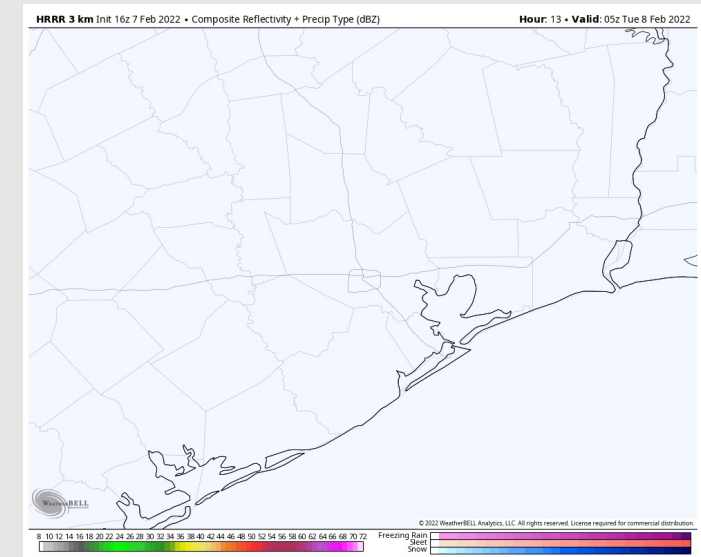 HRRR 3 km Init 16z 7 Feb 2022 • Composite Reflectivity + Precip Type (dBZ) Hour: 13 • Valid: 05z Tue 8 Feb 2022
WeatherBELL
© 2022 WeatherBELL Analytics, LLC. All rights reserved. License required for commercial distribution.
8 10 12 14 16 18 20 22 24 26 28 30 32 34 36 38 40 42 44 46 48 50 52 54 56 58 60 62 64 66 68 70 72
Freezing Rain
Sleet
Snow